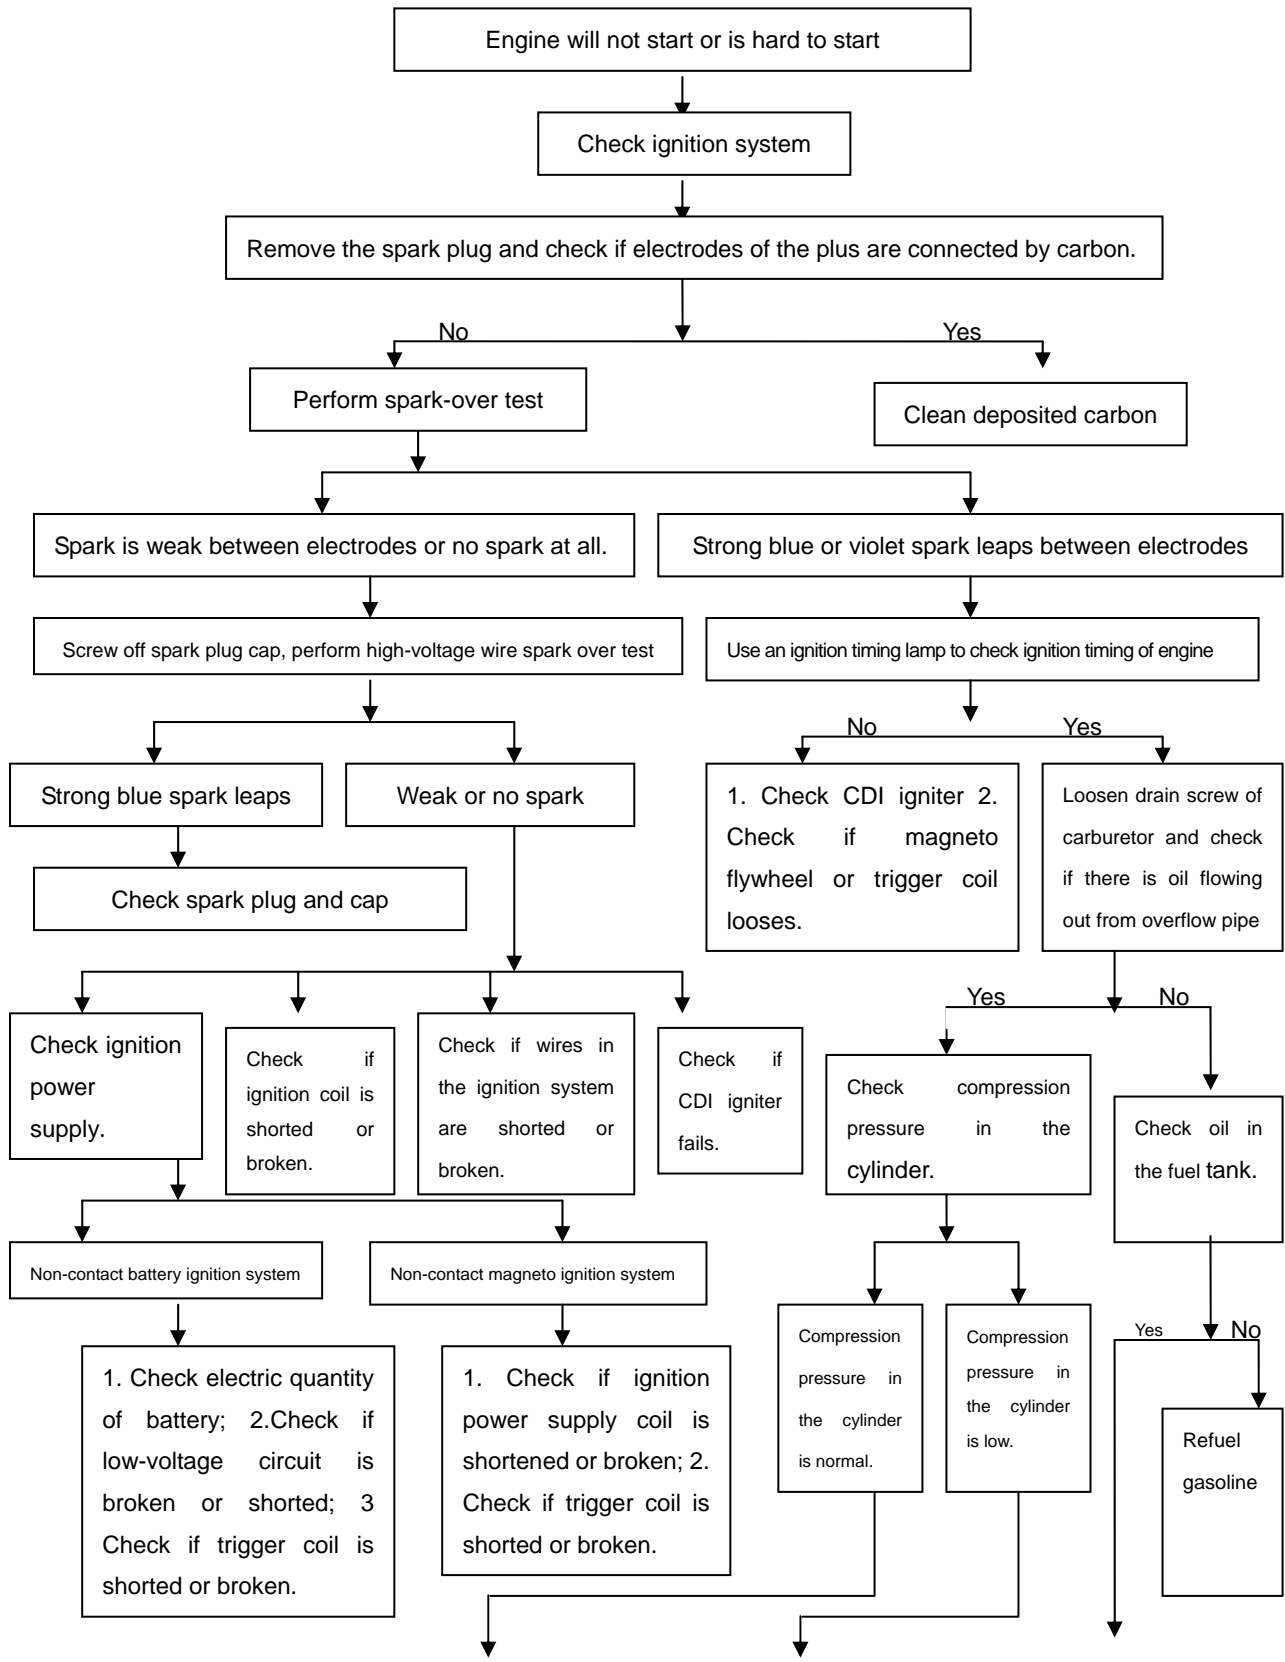 Engine will not start or is hard to start
Check ignition system
Remove the spark plug and check if electrodes of the plus are connected by carbon.
No
Yes
Perform spark-over test
Clean deposited carbon
Spark is weak between electrodes or no spark at all.
Strong blue or violet spark leaps between electrodes
Screw off spark plug cap, perform high-voltage wire spark over test
Use an ignition timing lamp to check ignition timing of engine
No
Yes
Strong blue spark leaps
Weak or no spark
1. Check CDI igniter 2.
Check if magneto
flywheel or trigger coil
looses.
Loosen drain screw of
carburetor and check
if there is oil flowing
out from overflow pipe
Check spark plug and cap
Yes
No
Check ignition
power
supply.
Check if
ignition coil is
shorted or
broken.
Check if wires in
the ignition system
are shorted or
broken.
Check if
CDI igniter
fails.
Check compression
pressure in the
cylinder.
Check oil in
the fuel tank.
Non-contact battery ignition system
Non-contact magneto ignition system
Yes
No
1. Check electric quantity
of battery; 2.Check if
low-voltage circuit is
broken or shorted; 3
Check if trigger coil is
shorted or broken.
1. Check if ignition
power supply coil is
shortened or broken; 2.
Check if trigger coil is
shorted or broken.
Compression
pressure in
the cylinder
is normal.
Compression
pressure in
the cylinder
is low.
Refuel
gasoline